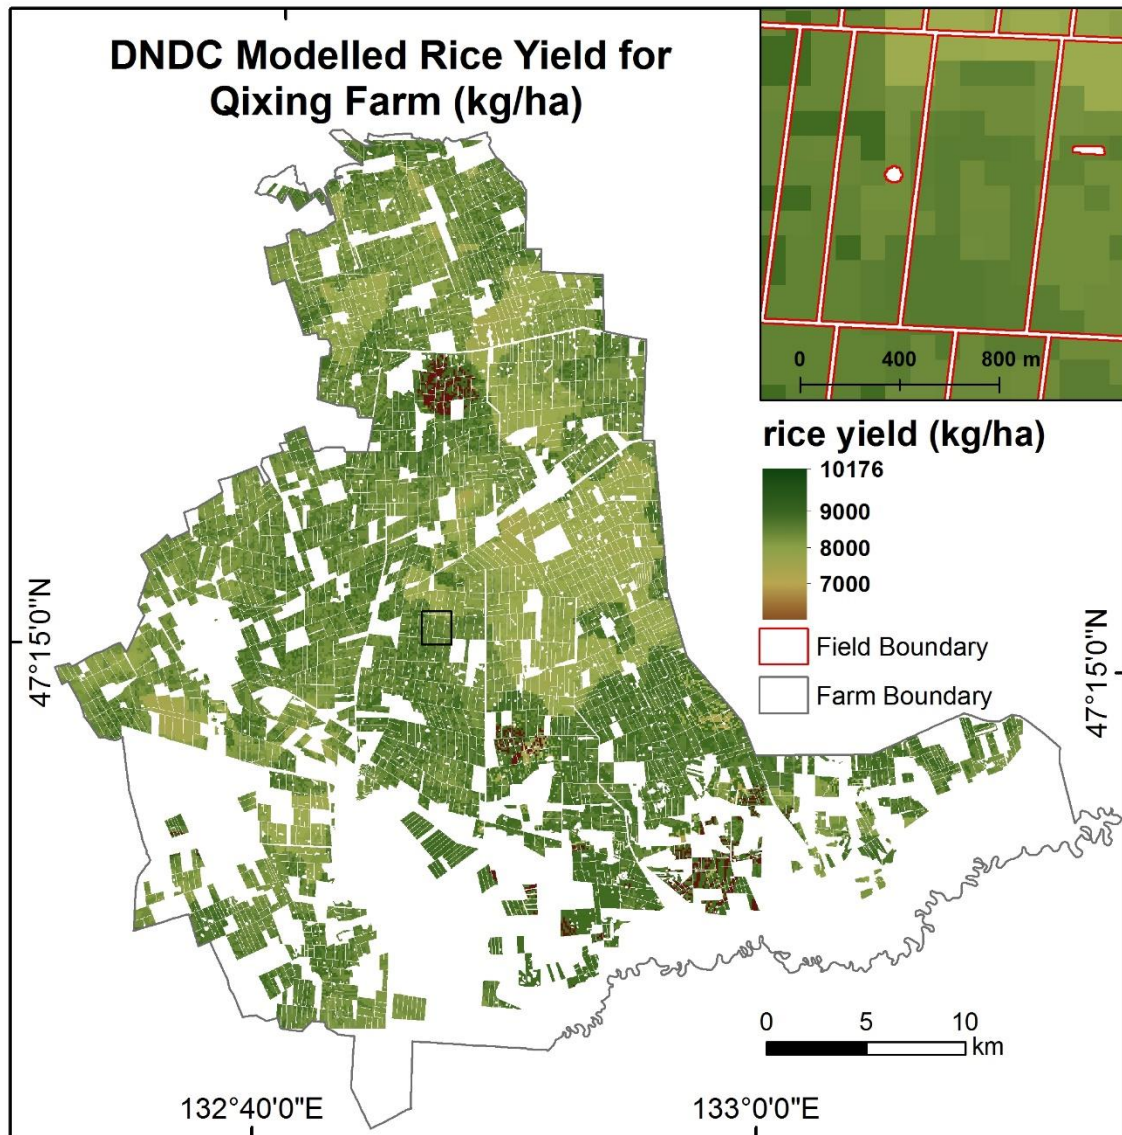 DNDC Modelled Rice Yield for
Qixing Farm (kg/ha)
0 400 800 m
rice yield (kg/ha)
10176
9000
8000
7000
Field Boundary
Farm Boundary
47°15'0"N
47°15'0"N
0 5 10
km
132°40'0"E
133°0'0"E